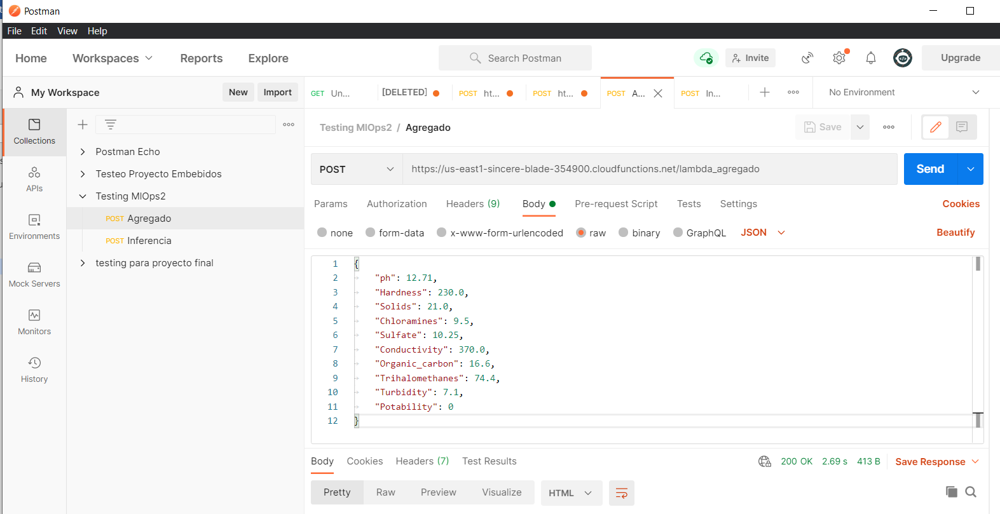 Postman
File Edit View Help
Home Workspaces Reports Explore Search Postman Invite Upgrade
My Workspace New Import
GET Un... [DELETED] POST ht... POST ht... POST A... POST In... No Environment
Testing MlOps2 / Agregado Save
Collections
APIs
Environments
Mock Servers
Monitors
History
Postman Echo
Testeo Proyecto Embebidos
Testing MlOps2
POST Agregado
POST Inferencia
testing para proyecto final
POST https://us-east1-sincere-blade-354900.cloudfunctions.net/lambda_agregado Send
Params Authorization Headers (9) Body Pre-request Script Tests Settings Cookies
none form-data x-www-form-urlencoded raw binary GraphQL JSON Beautify
1 {
2 "ph": 12.71,
3 "Hardness": 230.0,
4 "Solids": 21.0,
5 "Chloramines": 9.5,
6 "Sulfate": 10.25,
7 "Conductivity": 370.0,
8 "Organic_carbon": 16.6,
9 "Trihalomethanes": 74.4,
10 "Turbidity": 7.1,
11 "Potability": 0
12 }
Body Cookies Headers (7) Test Results 200 OK 2.69 s 413 B Save Response
Pretty Raw Preview Visualize HTML